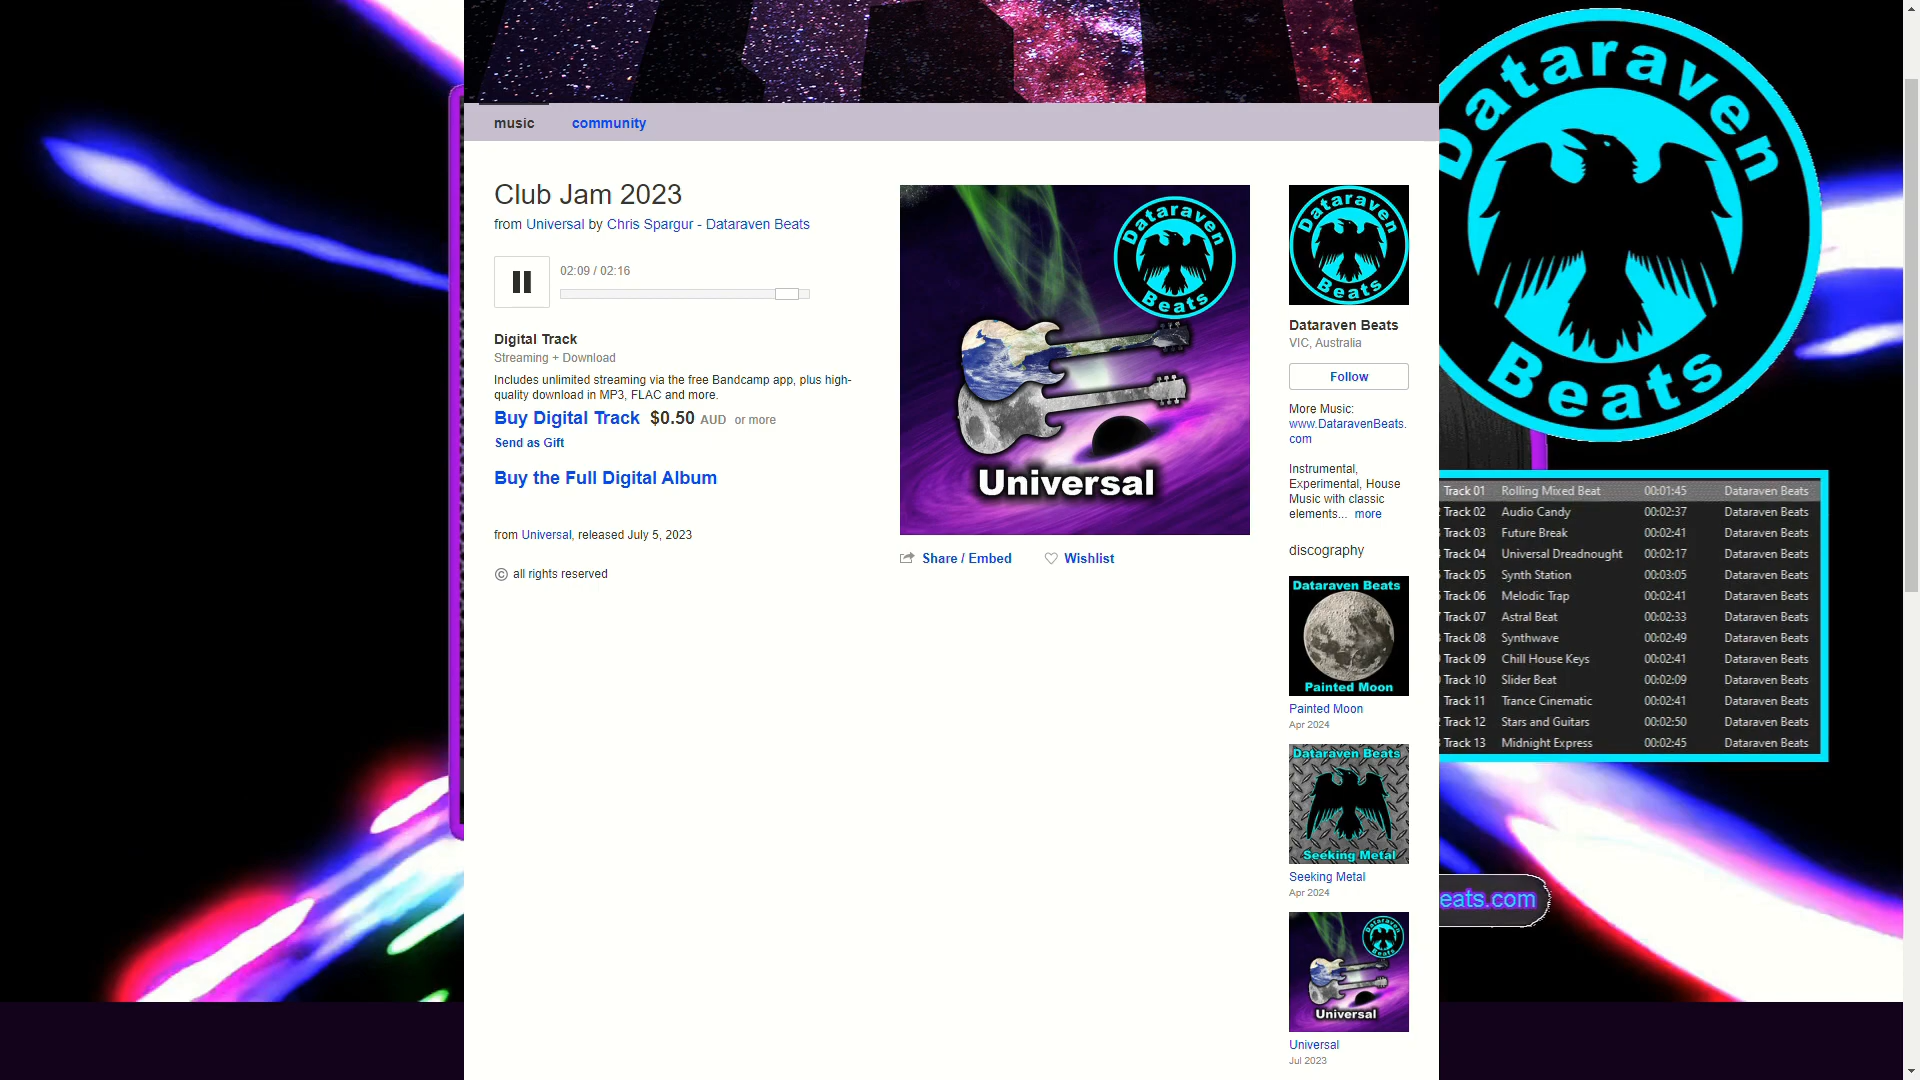 music
community
Club Jam 2023
from Universal by Chris Spargur - Dataraven Beats
02:09 / 02:16
Digital Track
Streaming + Download
Includes unlimited streaming via the free Bandcamp app, plus high-
quality download in MP3, FLAC and more.
Buy Digital Track $0.50 AUD or more
Send as Gift
Buy the Full Digital Album
from Universal, released July 5, 2023
© all rights reserved
Dataraven
Beats
Universal
Share / Embed
Wishlist
Dataraven
Beats
Dataraven Beats
VIC, Australia
Follow
More Music:
www.DataravenBeats.
com
Instrumental,
Experimental, House
Music with classic
elements... more
discography
Dataraven Beats
Painted Moon
Painted Moon
Apr 2024
Dataraven Beats
Seeking Metal
Seeking Metal
Apr 2024
Dataraven
Beats
Universal
Universal
Jul 2023
Dataraven
Beats
Track 01 Rolling Mixed Beat 00:01:45 Dataraven Beats
Track 02 Audio Candy 00:02:37 Dataraven Beats
Track 03 Future Break 00:02:41 Dataraven Beats
Track 04 Universal Dreadnought 00:02:17 Dataraven Beats
Track 05 Synth Station 00:03:05 Dataraven Beats
Track 06 Melodic Trap 00:02:41 Dataraven Beats
Track 07 Astral Beat 00:02:33 Dataraven Beats
Track 08 Synthwave 00:02:49 Dataraven Beats
Track 09 Chill House Keys 00:02:41 Dataraven Beats
Track 10 Slider Beat 00:02:09 Dataraven Beats
Track 11 Trance Cinematic 00:02:41 Dataraven Beats
Track 12 Stars and Guitars 00:02:50 Dataraven Beats
Track 13 Midnight Express 00:02:45 Dataraven Beats
eats.com